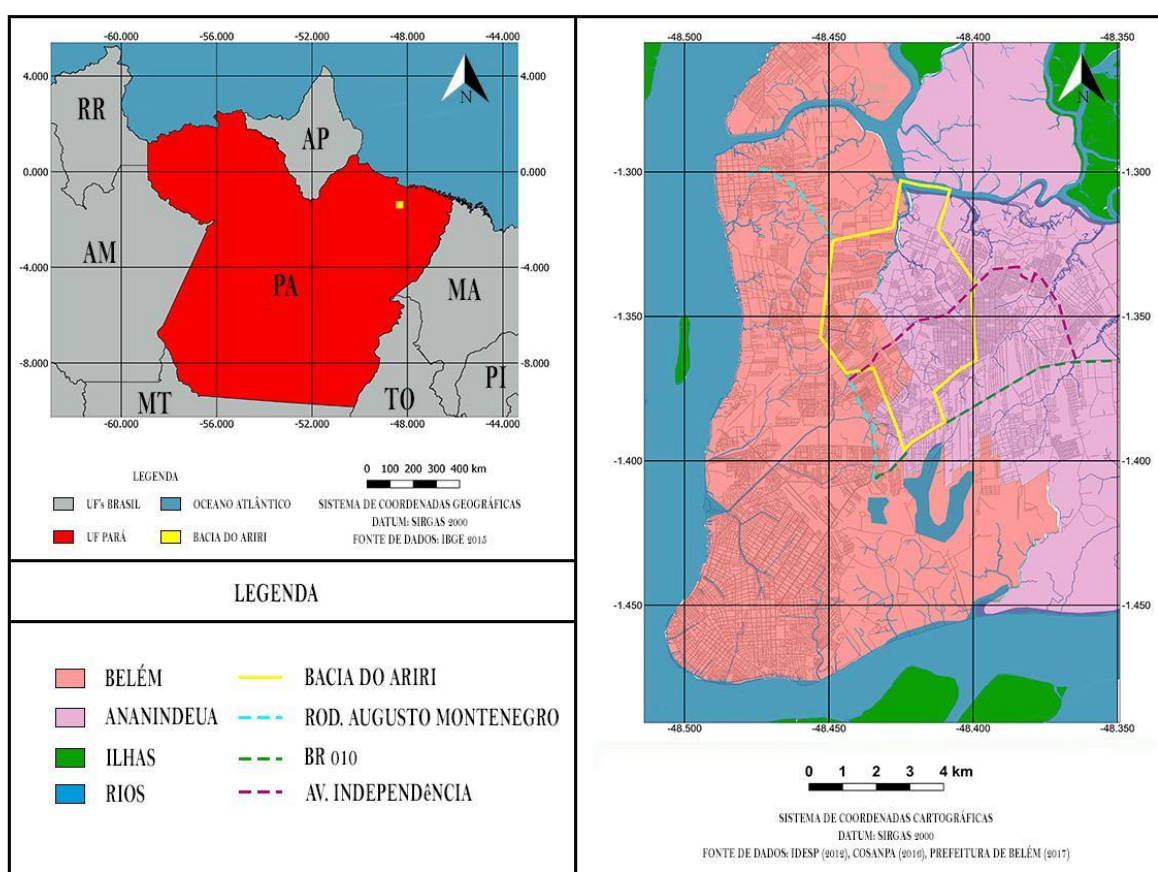 -60.000 -56.000 -52.000 -48.000 -44.000
4.000 4.000
RR
AP
0.000 0.000
AM
-4.000 -4.000
PA
MA
-8.000 -8.000
PI
MT
TO
-60.000 -56.000 -52.000 -48.000 -44.000
N
LEGENDA
UF's BRASIL
OCEANO ATLÂNTICO
UF PARÁ
BACIA DO ARIRI
0 100 200 300 400 km
SISTEMA DE COORDENADAS GEOGRÁFICAS
DATUM: SIRGAS 2000
FONTE DE DADOS: IBGE 2015
LEGENDA
BELÉM
BACIA DO ARIRI
ANANINDEUA
ROD. AUGUSTO MONTENEGRO
ILHAS
BR 010
RIOS
AV. INDEPENDêNCIA
-48.500 -48.450 -48.400 -48.350
N
-1.300 -1.300
-1.350 -1.350
-1.400 -1.400
-1.450 -1.450
-48.500 -48.450 -48.400 -48.350
0 1 2 3 4 km
SISTEMA DE COORDENADAS CARTOGRÁFICAS
DATUM: SIRGAS 2000
FONTE DE DADOS: IDESP (2012), COSANPA (2016), PREFEITURA DE BELÉM (2017)